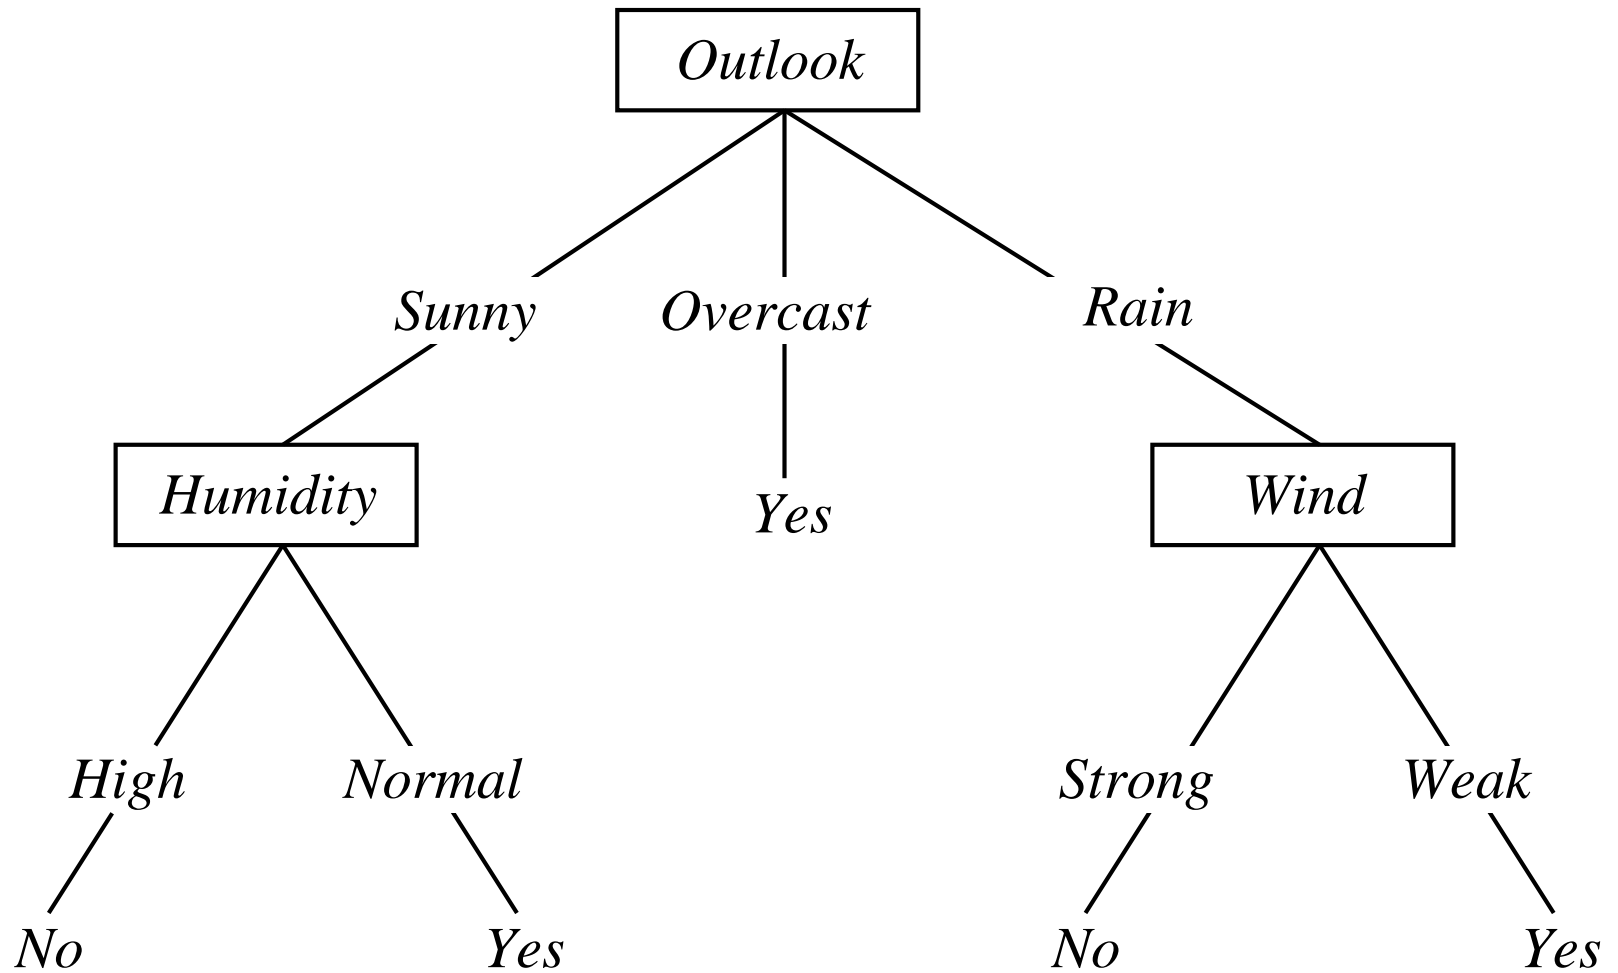 Outlook
Sunny Overcast Rain
Humidity Wind
Yes
High Normal Strong Weak
No Yes No Yes